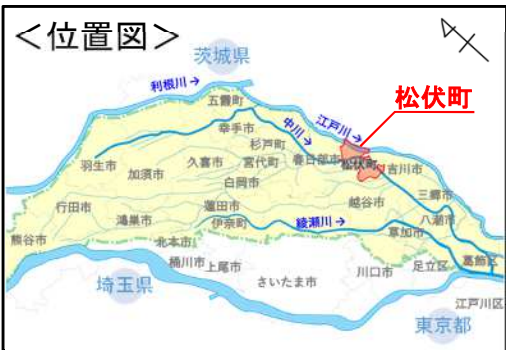 ＜位置図＞
茨城県
利根川→
五霞町
江戸川→
松伏町
幸手市
中川→
杉戸町
羽生市
加須市
久喜市
宮代町
春日部市
松伏町
吉川市
白岡市
三郷市
行田市
蓮田市
越谷市
鴻巣市
伊奈町
綾瀬川→
八潮市
草加市
熊谷市
北本市
桶川市
上尾市
さいたま市
川口市
足立区
葛飾区
埼玉県
江戸川区
東京都